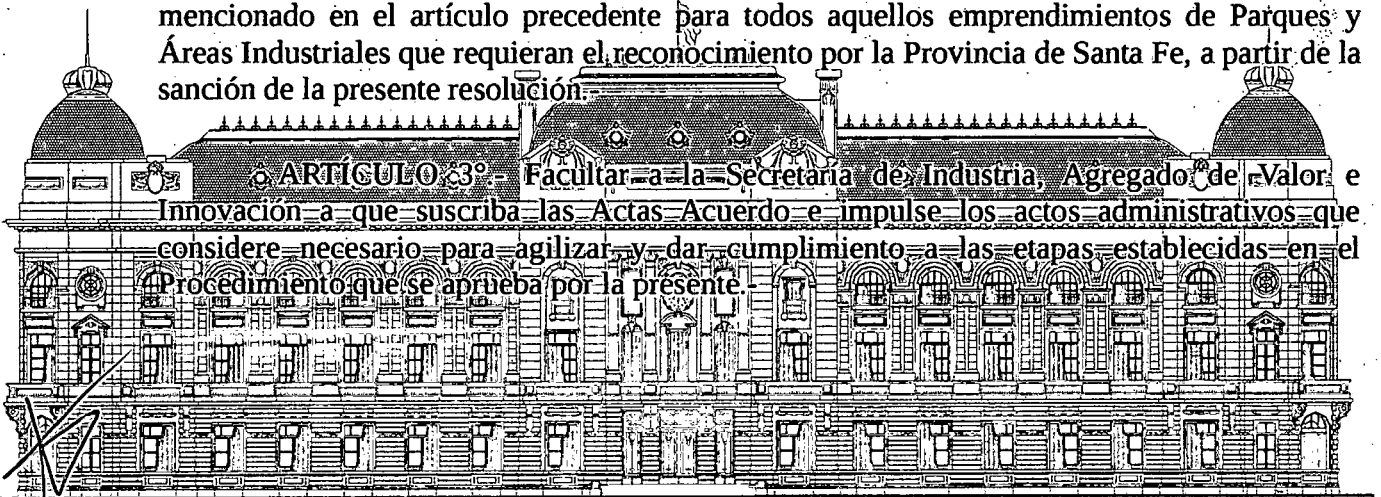 mencionado en el artículo precedente para todos aquellos emprendimientos de Parques y
Áreas Industriales que requieran el reconocimiento por la Provincia de Santa Fe, a partir de la
sanción de la presente resolución.-
ARTÍCULO 3°.- Facultar a la Secretaría de Industria, Agregado de Valor e
Innovación a que suscriba las Actas Acuerdo e impulse los actos administrativos que
considere necesario para agilizar y dar cumplimiento a las etapas establecidas en el
Procedimiento que se aprueba por la presente.-